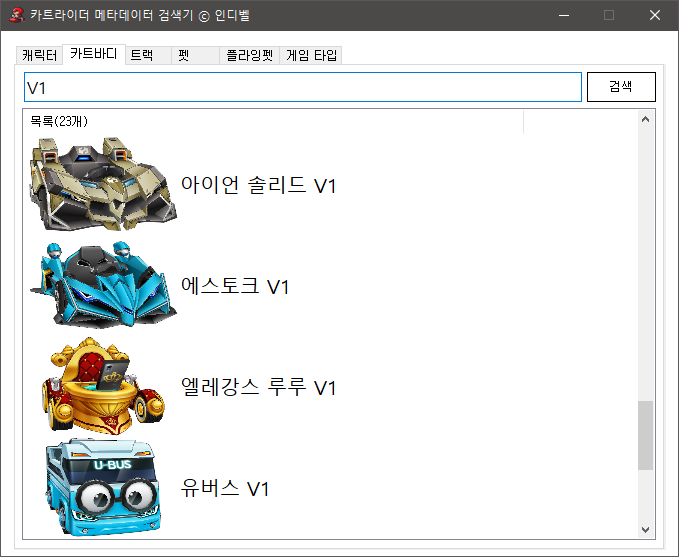 카트라이더 메타데이터 검색기 ⓒ 인디벨
캐릭터 카트바디 트랙 펫 플라잉펫 게임 타입
V1 검색
목록(23개)
아이언 솔리드 V1
에스토크 V1
엘레강스 루루 V1
U-BUS
유버스 V1